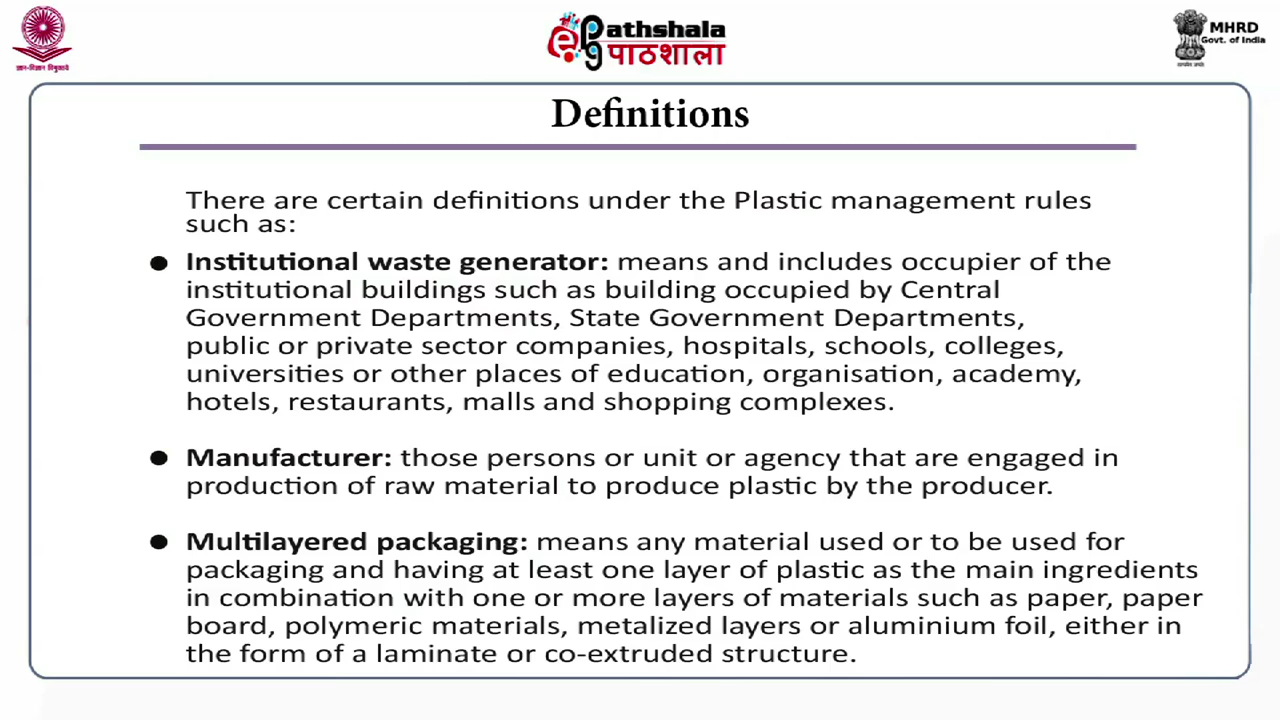 ज्ञान-विज्ञान विमुक्तये
ePG Pathshala
पाठशाला
MHRD
Govt. of India
सत्यमेव जयते
Definitions
There are certain definitions under the Plastic management rules
such as:
● Institutional waste generator: means and includes occupier of the
institutional buildings such as building occupied by Central
Government Departments, State Government Departments,
public or private sector companies, hospitals, schools, colleges,
universities or other places of education, organisation, academy,
hotels, restaurants, malls and shopping complexes.
● Manufacturer: those persons or unit or agency that are engaged in
production of raw material to produce plastic by the producer.
● Multilayered packaging: means any material used or to be used for
packaging and having at least one layer of plastic as the main ingredients
in combination with one or more layers of materials such as paper, paper
board, polymeric materials, metalized layers or aluminium foil, either in
the form of a laminate or co-extruded structure.